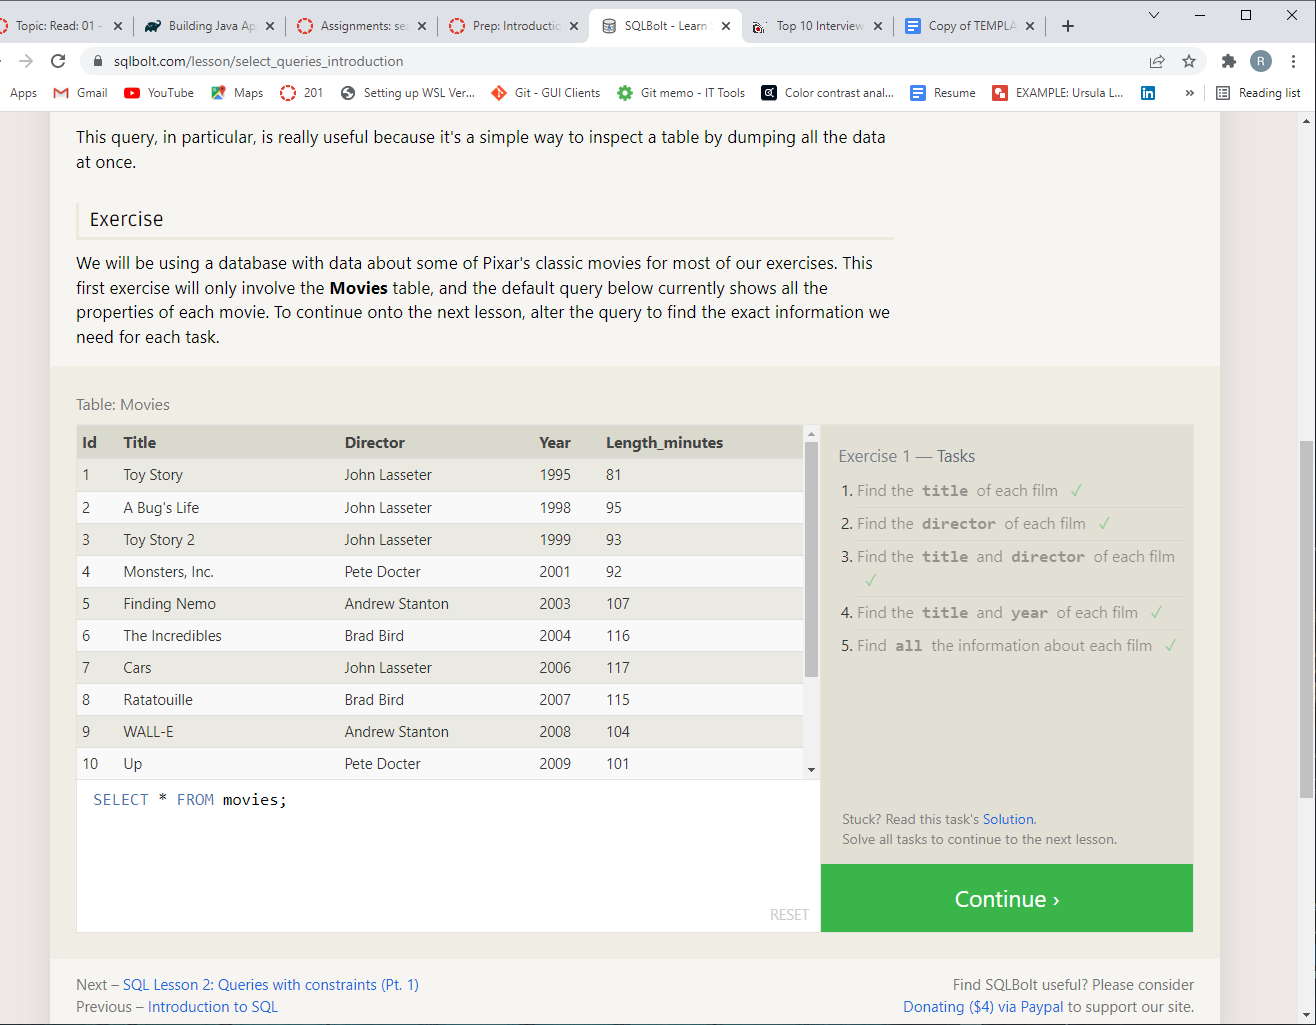 Topic: Read: 01 -
Building Java Ap
Assignments: se
Prep: Introductio
SQLBolt - Learn
Top 10 Interview
Copy of TEMPLA
sqlbolt.com/lesson/select_queries_introduction
R
Apps
Gmail
YouTube
Maps
201
Setting up WSL Ver...
Git - GUI Clients
Git memo - IT Tools
Color contrast anal...
Resume
EXAMPLE: Ursula L...
»
Reading list
This query, in particular, is really useful because it's a simple way to inspect a table by dumping all the data
at once.
Exercise
We will be using a database with data about some of Pixar's classic movies for most of our exercises. This
first exercise will only involve the Movies table, and the default query below currently shows all the
properties of each movie. To continue onto the next lesson, alter the query to find the exact information we
need for each task.
Table: Movies
Id Title Director Year Length_minutes
1 Toy Story John Lasseter 1995 81
2 A Bug's Life John Lasseter 1998 95
3 Toy Story 2 John Lasseter 1999 93
4 Monsters, Inc. Pete Docter 2001 92
5 Finding Nemo Andrew Stanton 2003 107
6 The Incredibles Brad Bird 2004 116
7 Cars John Lasseter 2006 117
8 Ratatouille Brad Bird 2007 115
9 WALL-E Andrew Stanton 2008 104
10 Up Pete Docter 2009 101
SELECT * FROM movies;
RESET
Exercise 1 — Tasks
1. Find the title of each film ✓
2. Find the director of each film ✓
3. Find the title and director of each film
✓
4. Find the title and year of each film ✓
5. Find all the information about each film ✓
Stuck? Read this task's Solution.
Solve all tasks to continue to the next lesson.
Continue ›
Next – SQL Lesson 2: Queries with constraints (Pt. 1)
Previous – Introduction to SQL
Find SQLBolt useful? Please consider
Donating ($4) via Paypal to support our site.